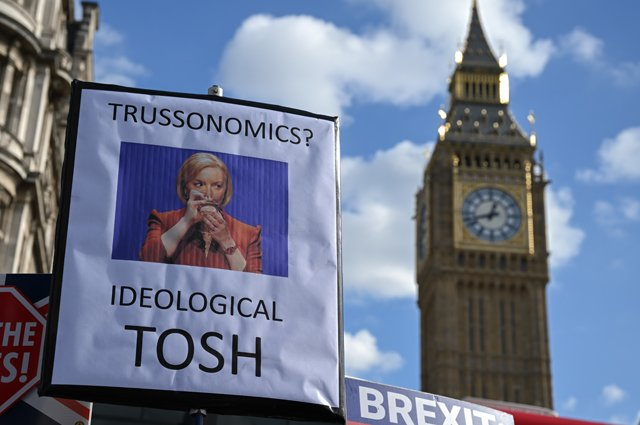 TRUSSONOMICS?
IDEOLOGICAL
TOSH
THE
!
BREXIT